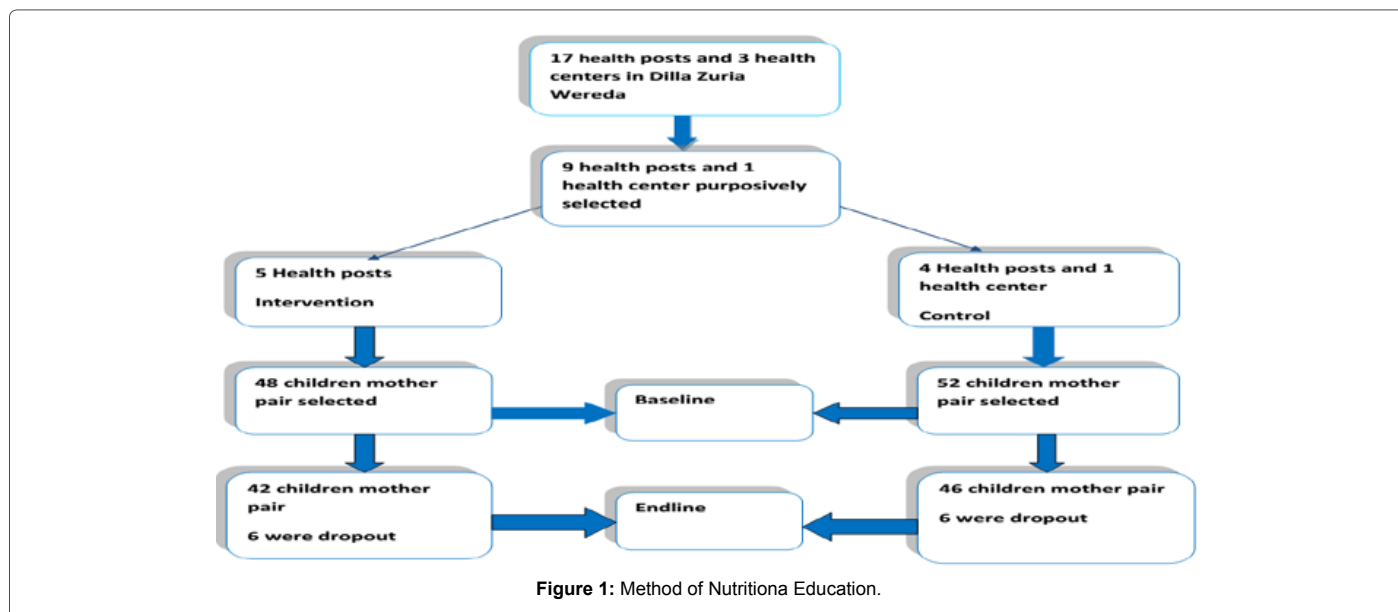 17 health posts and 3 health
centers in Dilla Zuria
Wereda
9 health posts and 1
health center purposively
selected
5 Health posts
Intervention
4 Health posts and 1
health center
Control
48 children mother
pair selected
Baseline
52 children mother
pair selected
42 children mother
pair
6 were dropout
Endline
46 children mother pair
6 were dropout
Figure 1: Method of Nutritiona Education.